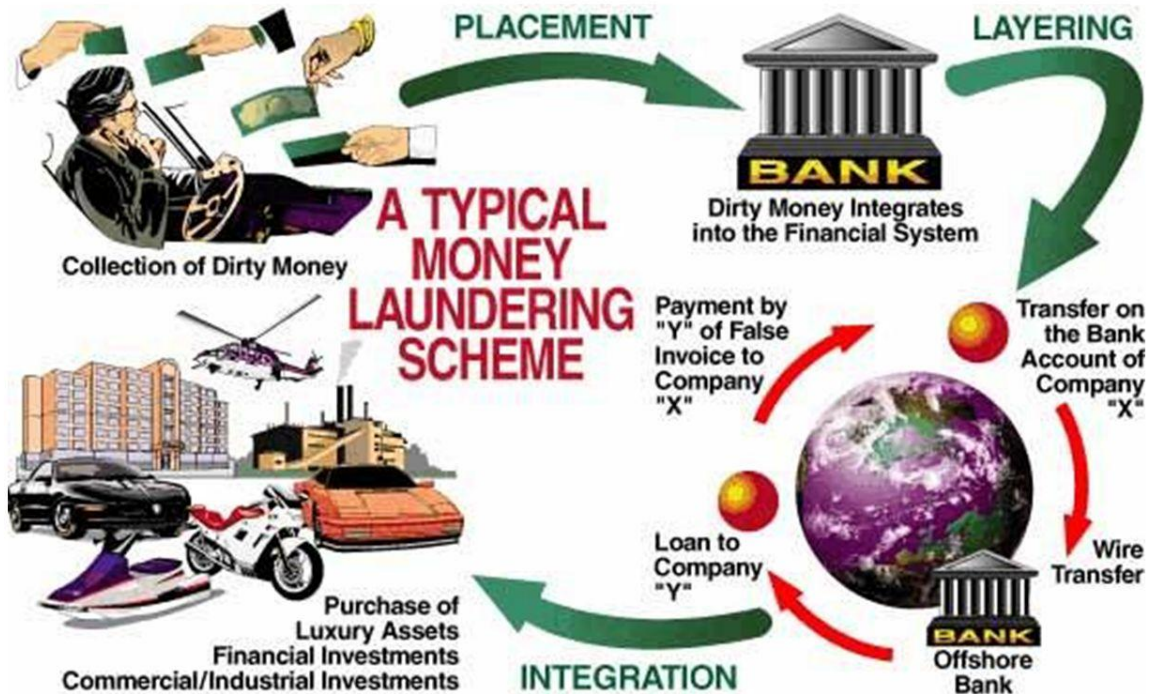 PLACEMENT
LAYERING
BANK
Dirty Money Integrates
into the Financial System
Collection of Dirty Money
A TYPICAL
MONEY
LAUNDERING
SCHEME
Transfer on
the Bank
Account of
Company
"X"
Wire
Transfer
BANK
Offshore
Bank
Loan to
Company
"Y"
Payment by
"Y" of False
Invoice to
Company
"X"
INTEGRATION
Purchase of
Luxury Assets
Financial Investments
Commercial/Industrial Investments